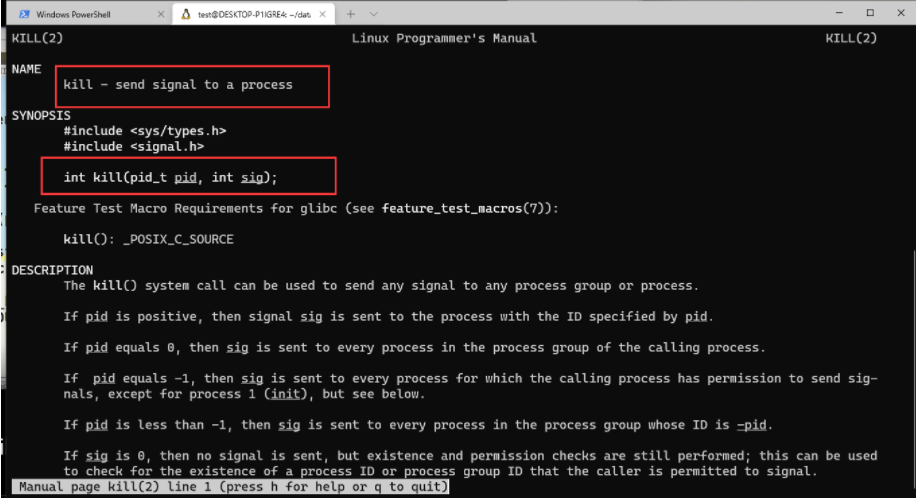 Windows PowerShell
test@DESKTOP-P1IGRE4: ~/dat
KILL(2) Linux Programmer's Manual KILL(2)
NAME
kill - send signal to a process
SYNOPSIS
#include <sys/types.h>
#include <signal.h>
int kill(pid_t pid, int sig);
Feature Test Macro Requirements for glibc (see feature_test_macros(7)):
kill(): _POSIX_C_SOURCE
DESCRIPTION
The kill() system call can be used to send any signal to any process group or process.
If pid is positive, then signal sig is sent to the process with the ID specified by pid.
If pid equals 0, then sig is sent to every process in the process group of the calling process.
If pid equals -1, then sig is sent to every process for which the calling process has permission to send sig-
nals, except for process 1 (init), but see below.
If pid is less than -1, then sig is sent to every process in the process group whose ID is -pid.
If sig is 0, then no signal is sent, but existence and permission checks are still performed; this can be used
to check for the existence of a process ID or process group ID that the caller is permitted to signal.
Manual page kill(2) line 1 (press h for help or q to quit)